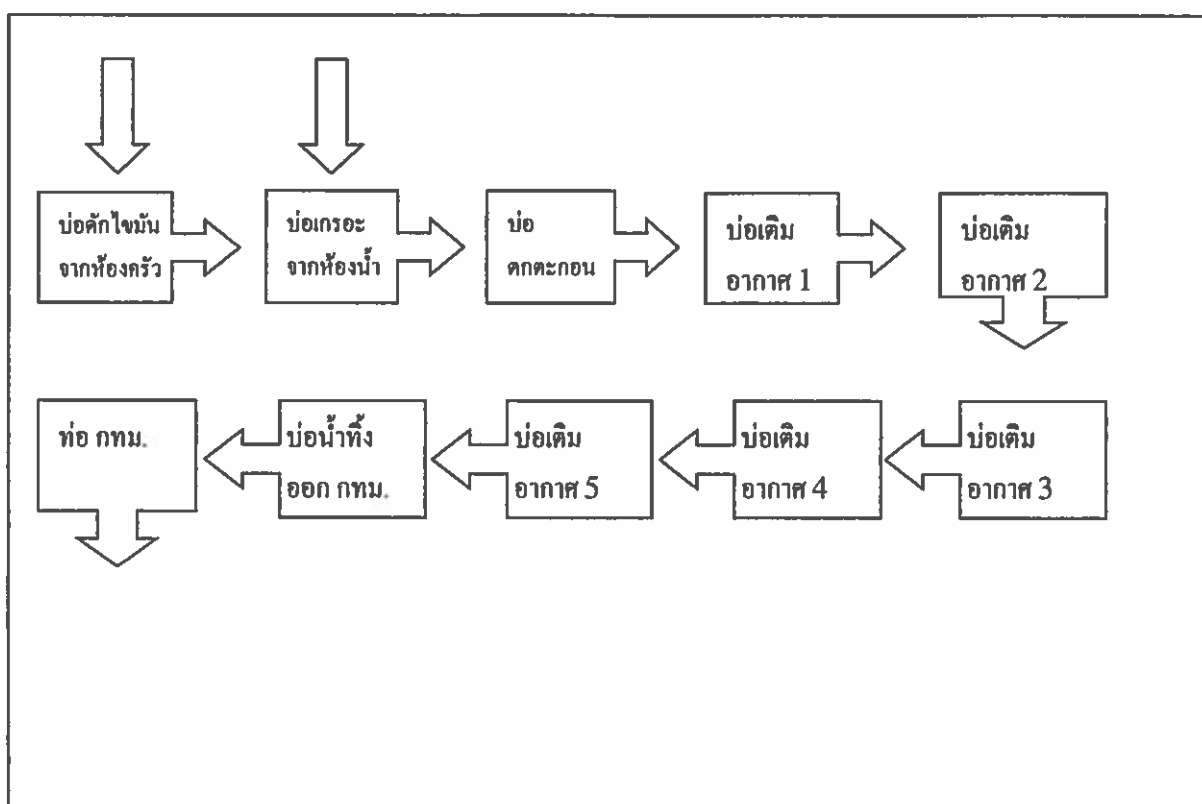 บ่อดักไขมัน
จากห้องครัว
บ่อเกรอะ
จากห้องน้ำ
บ่อ
ตกตะกอน
บ่อเติม
อากาศ 1
บ่อเติม
อากาศ 2
ท่อ กทม.
บ่อน้ำทิ้ง
ออก กทม.
บ่อเติม
อากาศ 5
บ่อเติม
อากาศ 4
บ่อเติม
อากาศ 3